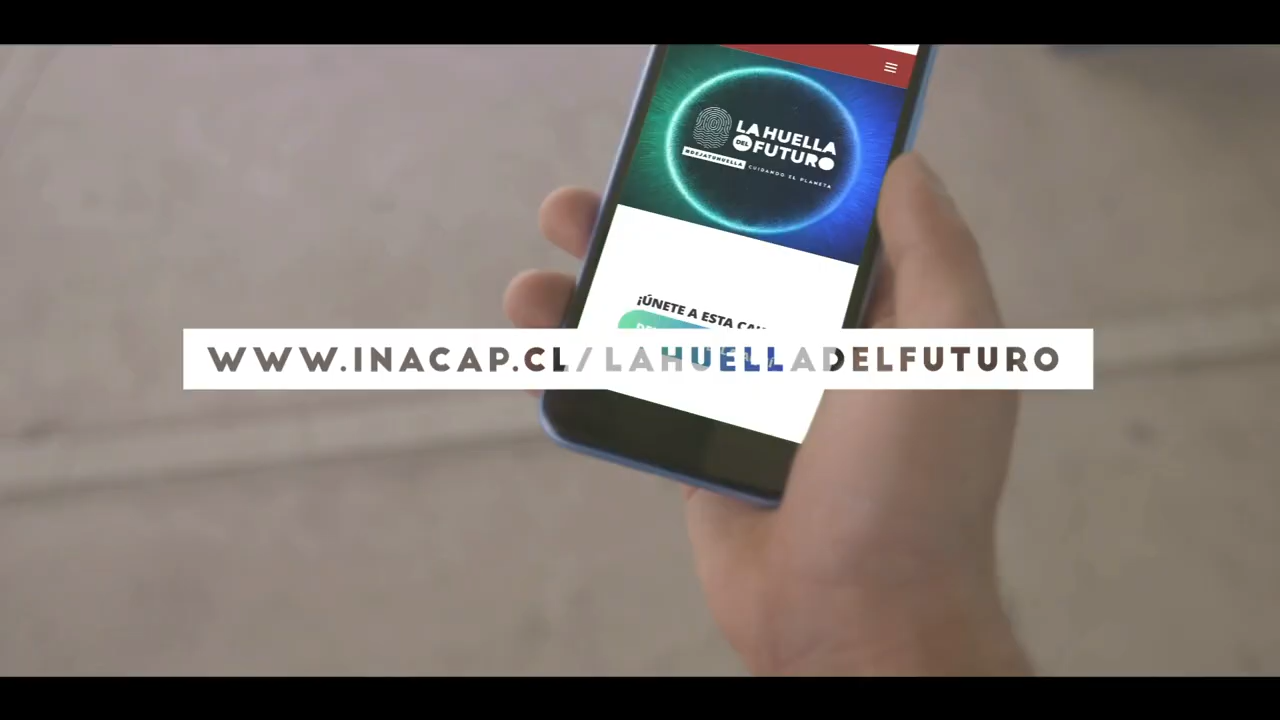 LA HUELLA
DEL FUTURO
#DEJATUHUELLA CUIDANDO EL PLANETA
¡ÚNETE A ESTA
WWW.INACAP.CL/LAHUELLADELFUTURO